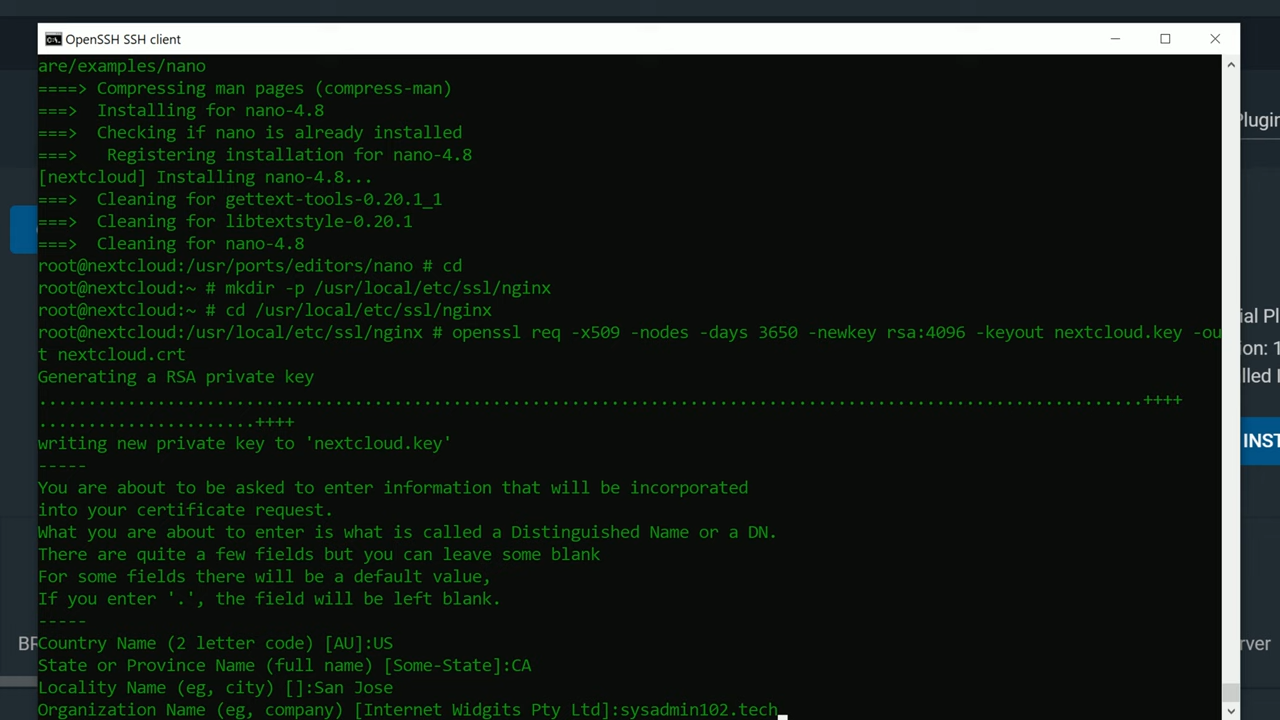 OpenSSH SSH client
are/examples/nano
====> Compressing man pages (compress-man)
===>  Installing for nano-4.8
===>  Checking if nano is already installed
===>   Registering installation for nano-4.8
[nextcloud] Installing nano-4.8...
===>  Cleaning for gettext-tools-0.20.1_1
===>  Cleaning for libtextstyle-0.20.1
===>  Cleaning for nano-4.8
root@nextcloud:/usr/ports/editors/nano # cd
root@nextcloud:~ # mkdir -p /usr/local/etc/ssl/nginx
root@nextcloud:~ # cd /usr/local/etc/ssl/nginx
root@nextcloud:/usr/local/etc/ssl/nginx # openssl req -x509 -nodes -days 3650 -newkey rsa:4096 -keyout nextcloud.key -ou
t nextcloud.crt
Generating a RSA private key
................................................................................................................++++
......................++++
writing new private key to 'nextcloud.key'
-----
You are about to be asked to enter information that will be incorporated
into your certificate request.
What you are about to enter is what is called a Distinguished Name or a DN.
There are quite a few fields but you can leave some blank
For some fields there will be a default value,
If you enter '.', the field will be left blank.
-----
Country Name (2 letter code) [AU]:US
State or Province Name (full name) [Some-State]:CA
Locality Name (eg, city) []:San Jose
Organization Name (eg, company) [Internet Widgits Pty Ltd]:sysadmin102.tech
Plugin
ial Pl
ion: 1
lled
INST
BR
rver